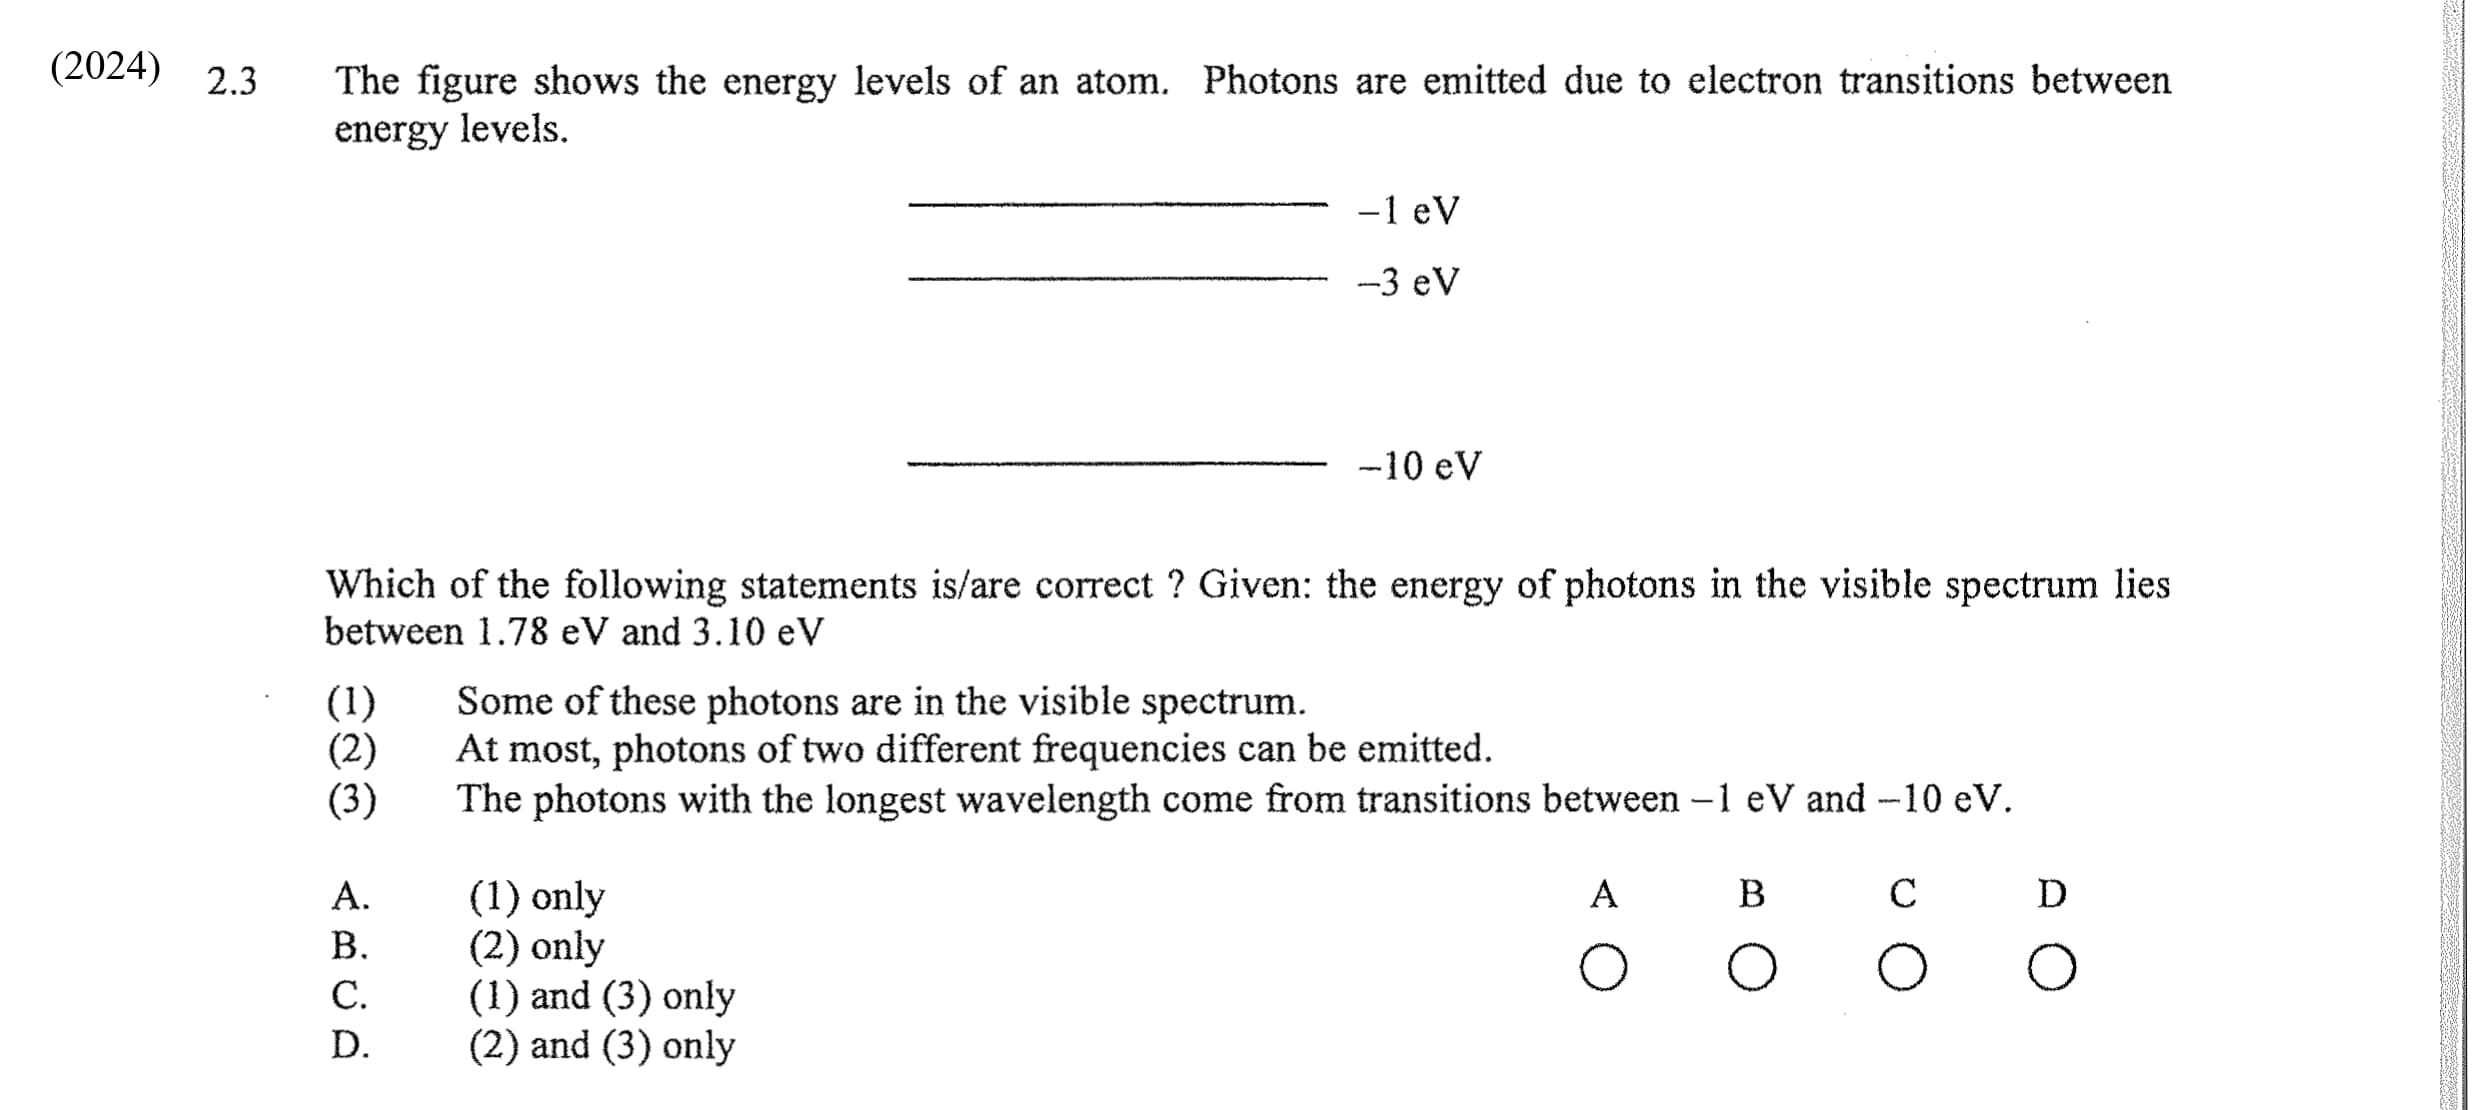 (2024) 2.3 The figure shows the energy levels of an atom. Photons are emitted due to electron transitions between
energy levels.
−1 eV
−3 eV
−10 eV
Which of the following statements is/are correct ? Given: the energy of photons in the visible spectrum lies
between 1.78 eV and 3.10 eV
(1) Some of these photons are in the visible spectrum.
(2) At most, photons of two different frequencies can be emitted.
(3) The photons with the longest wavelength come from transitions between −1 eV and −10 eV.
A. (1) only
B. (2) only
C. (1) and (3) only
D. (2) and (3) only
A B C D